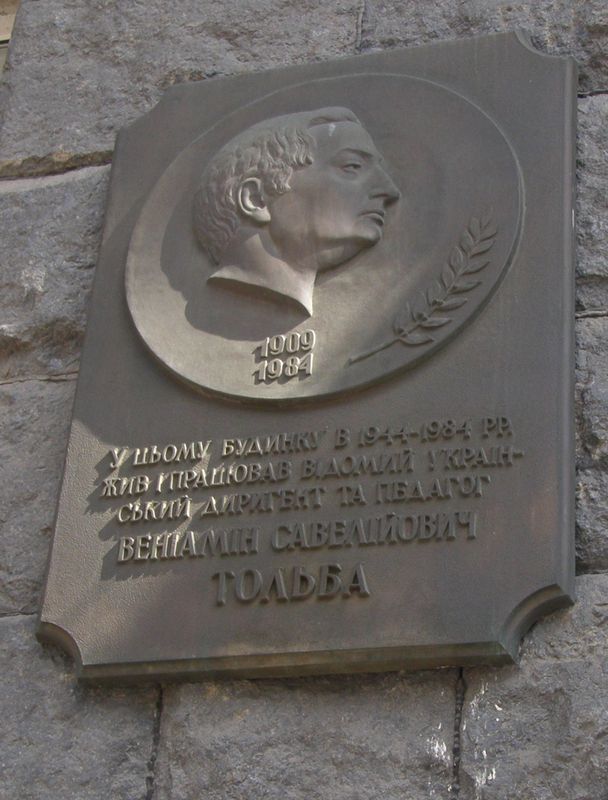 1909
1984
У ЦЬОМУ БУДИНКУ В 1944-1984 РР.
ЖИВ І ПРАЦЮВАВ ВІДОМИЙ УКРАЇН-
СЬКИЙ ДИРИГЕНТ ТА ПЕДАГОГ
ВЕНІАМІН САВЕЛІЙОВИЧ
ТОЛЬБА